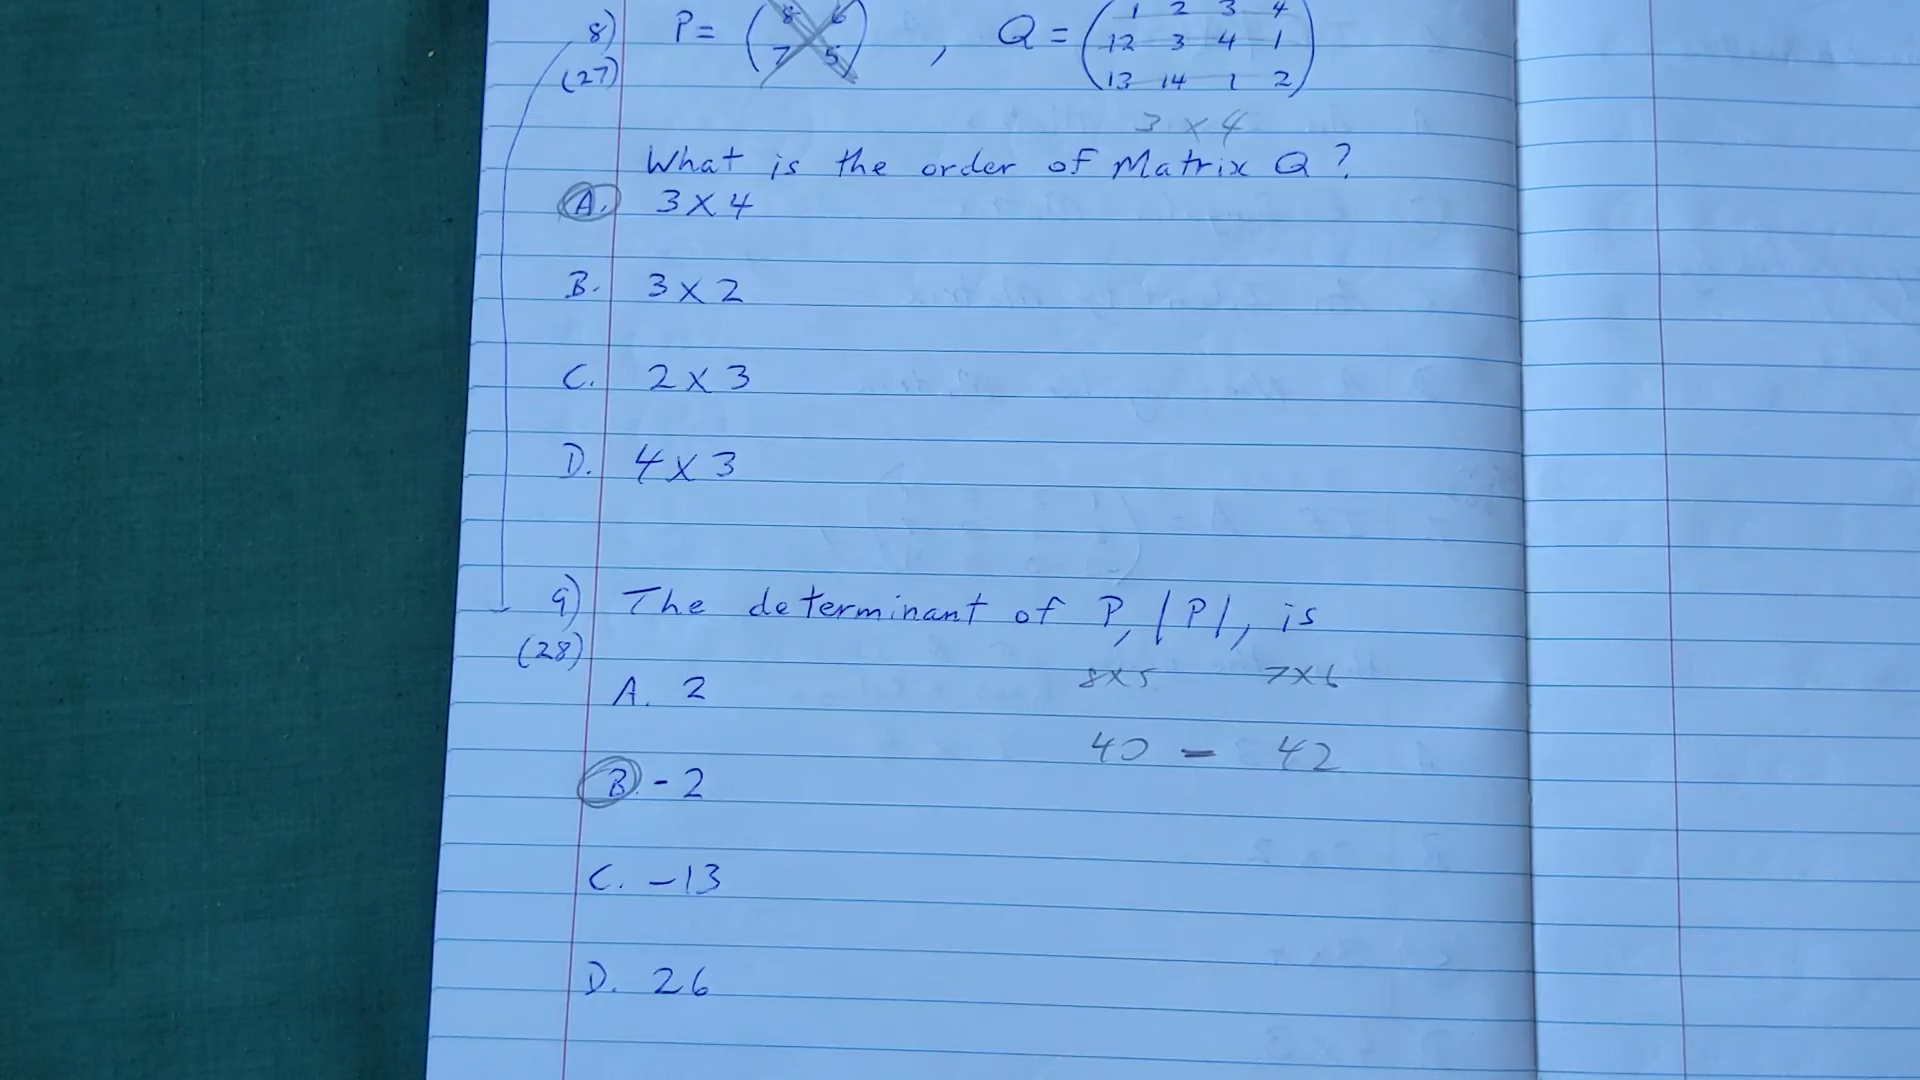 8) P = ( 8 6 , Q = ( 1 2 3 4
7 5 ) 12 3 4 1
(27) 13 14 1 2 )
3 x 4
What is the order of Matrix Q ?
A. 3 X 4
B. 3 X 2
C. 2 X 3
D. 4 X 3
9) The determinant of P, |P|, is
(28)
8X5 7X6
A. 2
40 - 42
B. - 2
C. -13
D. 26